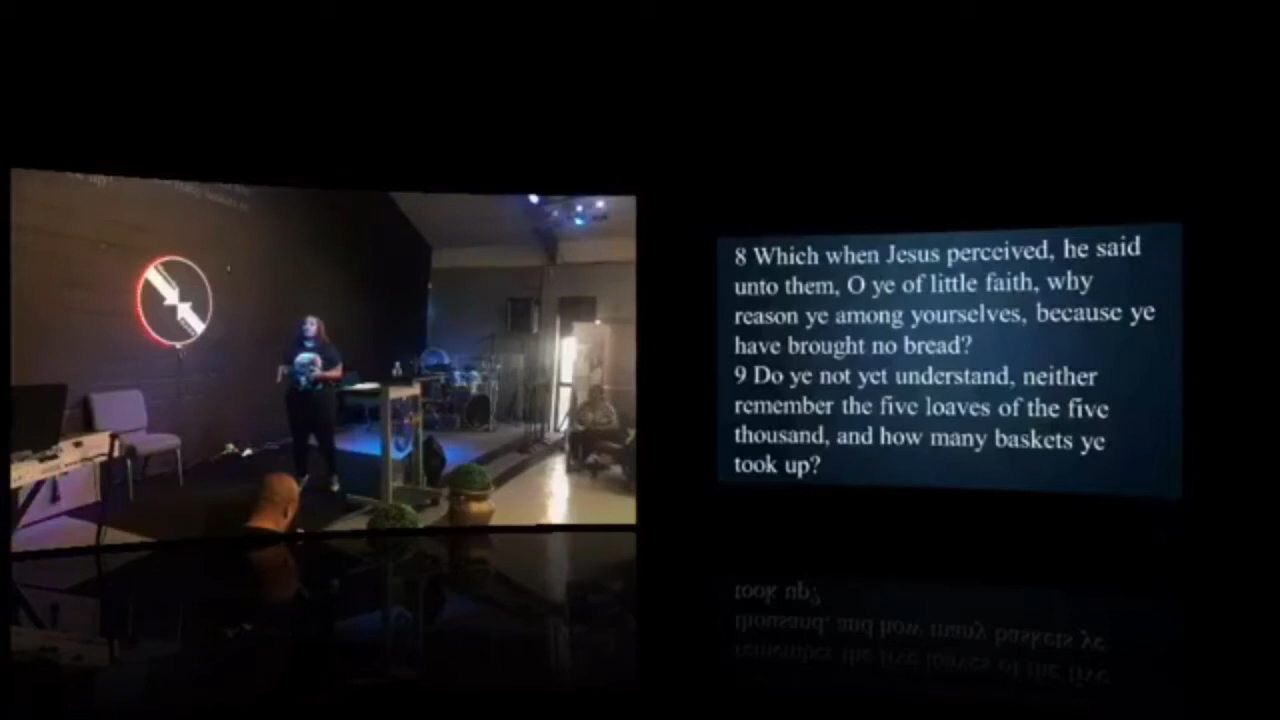 8 Which when Jesus perceived, he said
unto them, O ye of little faith, why
reason ye among yourselves, because ye
have brought no bread?
9 Do ye not yet understand, neither
remember the five loaves of the five
thousand, and how many baskets ye
took up?